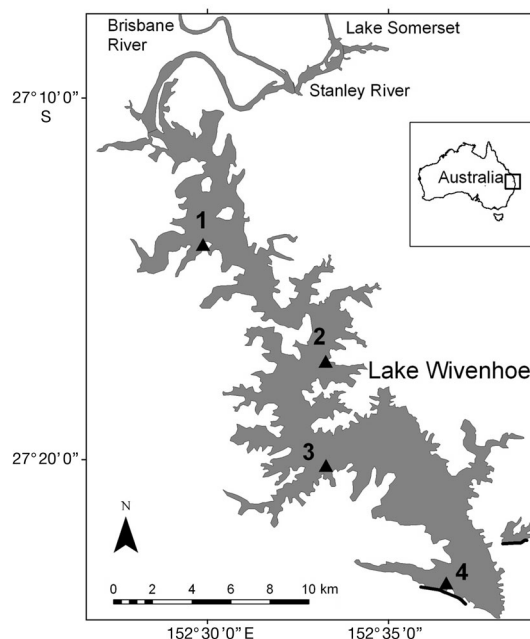 Brisbane
River
Lake Somerset
27°10'0"
S
Stanley River
Australia
1
2
Lake Wivenhoe
3
27°20'0"
N
4
0 2 4 6 8 10 km
152°30'0"E
152°35'0"